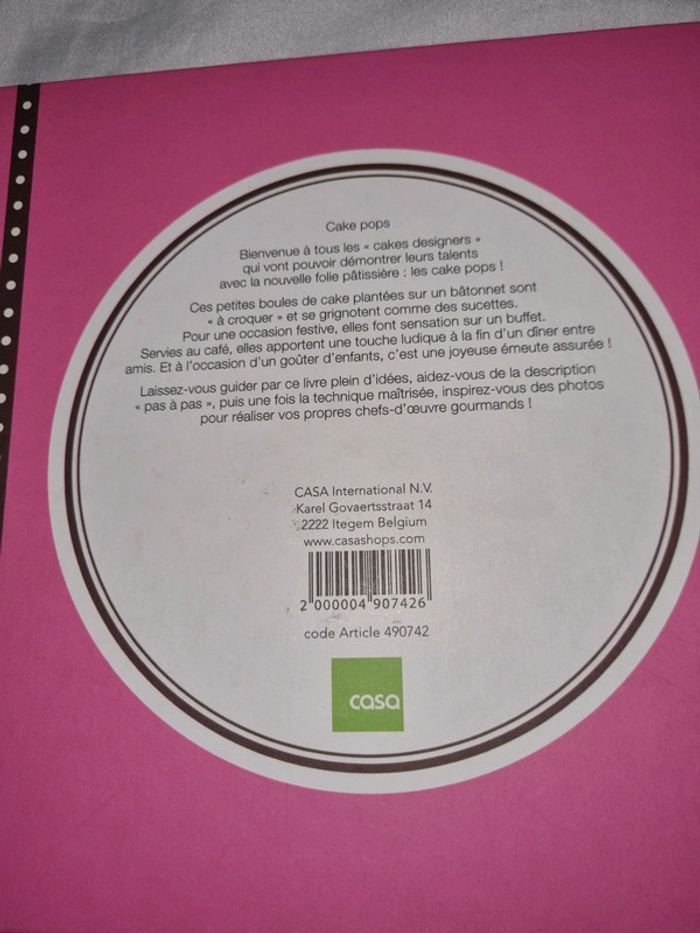 Cake pops
Bienvenue à tous les « cakes designers »
qui vont pouvoir démontrer leurs talents
avec la nouvelle folie pâtissière : les cake pops !
Ces petites boules de cake plantées sur un bâtonnet sont
« à croquer » et se grignotent comme des sucettes.
Pour une occasion festive, elles font sensation sur un buffet.
Servies au café, elles apportent une touche ludique à la fin d'un dîner entre
amis. Et à l'occasion d'un goûter d'enfants, c'est une joyeuse émeute assurée !
Laissez-vous guider par ce livre plein d'idées, aidez-vous de la description
« pas à pas », puis une fois la technique maîtrisée, inspirez-vous des photos
pour réaliser vos propres chefs-d'œuvre gourmands !
CASA International N.V.
Karel Govaertsstraat 14
2222 Itegem Belgium
www.casashops.com
2 000004 907426
code Article 490742
casa